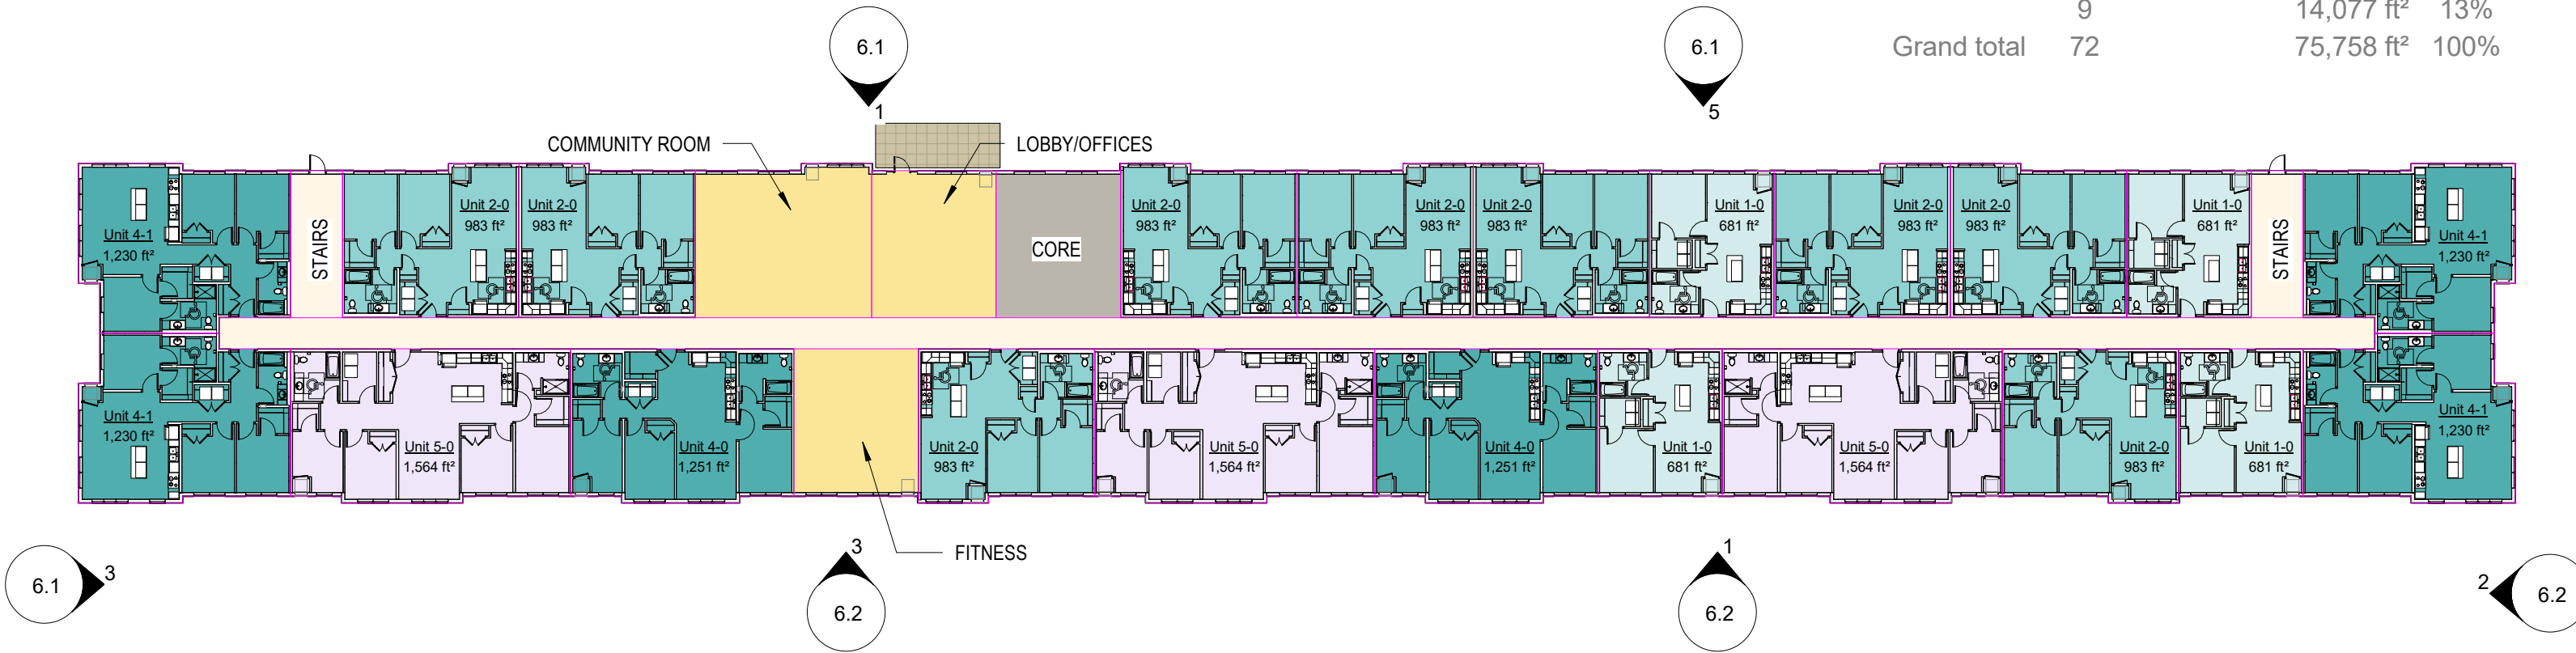 9 14,077 ft² 13%
Grand total 72 75,758 ft² 100%
6.1
1
6.1
5
COMMUNITY ROOM
LOBBY/OFFICES
Unit 4-1
1,230 ft²
STAIRS
Unit 2-0
983 ft²
Unit 2-0
983 ft²
CORE
Unit 2-0
983 ft²
Unit 2-0
983 ft²
Unit 2-0
983 ft²
Unit 1-0
681 ft²
Unit 2-0
983 ft²
Unit 2-0
983 ft²
Unit 1-0
681 ft²
STAIRS
Unit 4-1
1,230 ft²
Unit 4-1
1,230 ft²
Unit 5-0
1,564 ft²
Unit 4-0
1,251 ft²
Unit 2-0
983 ft²
Unit 5-0
1,564 ft²
Unit 4-0
1,251 ft²
Unit 1-0
681 ft²
Unit 5-0
1,564 ft²
Unit 2-0
983 ft²
Unit 1-0
681 ft²
Unit 4-1
1,230 ft²
FITNESS
6.1
3
3
6.2
1
6.2
2
6.2